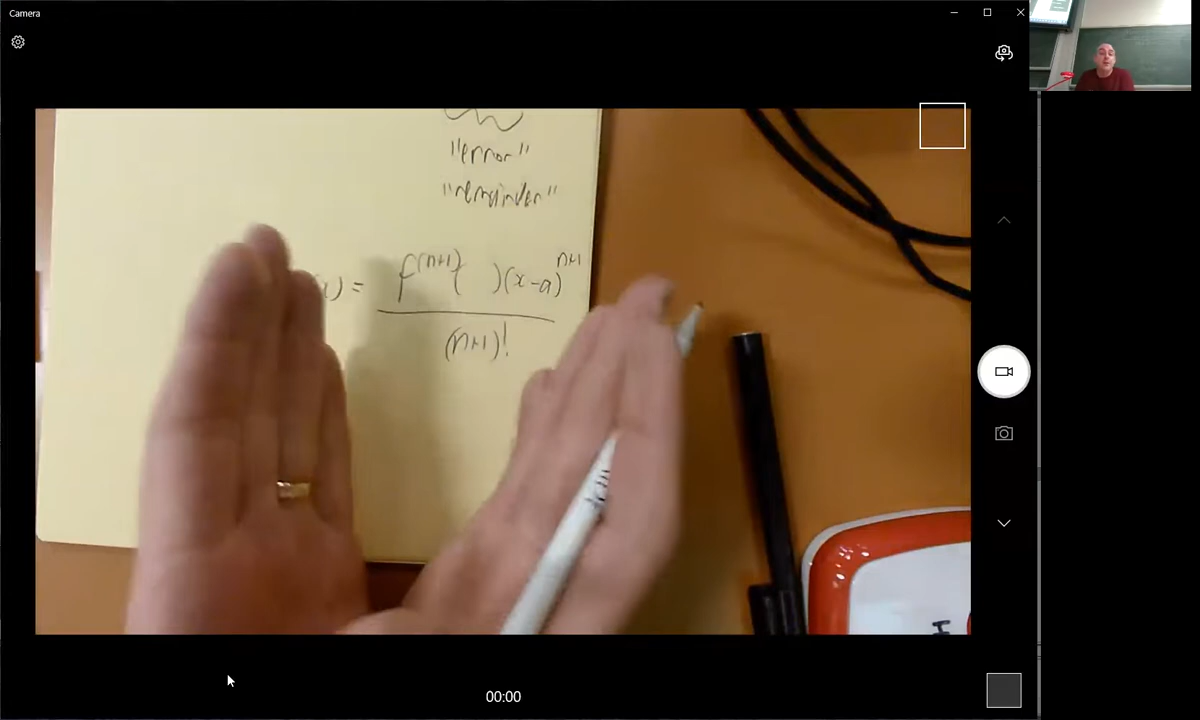 Camera
"error"
"remainder"
) = f^(n+1)( )(x-a)^n+1
(n+1)!
H
00:00